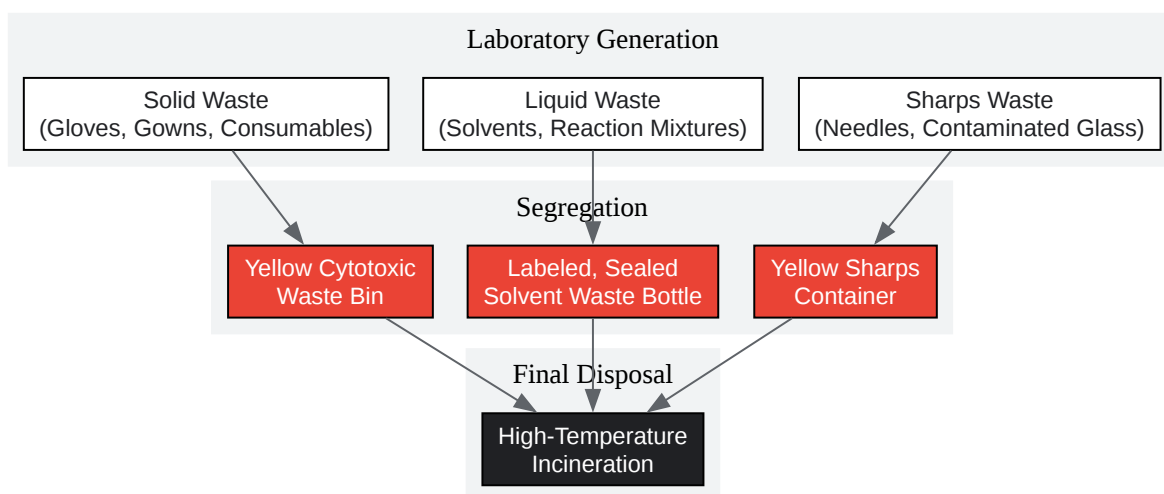 Laboratory Generation
Solid Waste
(Gloves, Gowns, Consumables)
Liquid Waste
(Solvents, Reaction Mixtures)
Sharps Waste
(Needles, Contaminated Glass)
Segregation
Yellow Cytotoxic
Waste Bin
Labeled, Sealed
Solvent Waste Bottle
Yellow Sharps
Container
Final Disposal
High-Temperature
Incineration